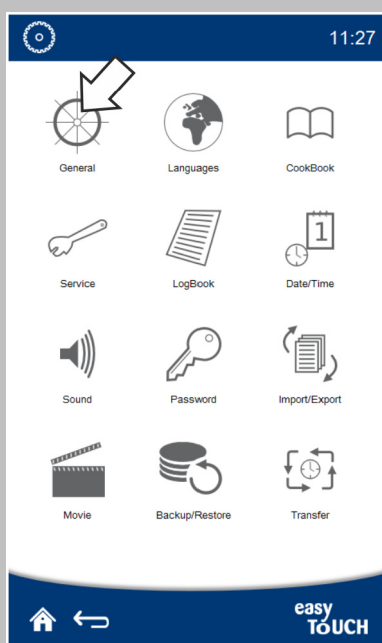 11:27
General Languages CookBook
Service LogBook Date/Time
1
Sound Password Import/Export
Movie Backup/Restore Transfer
easy
TOUCH